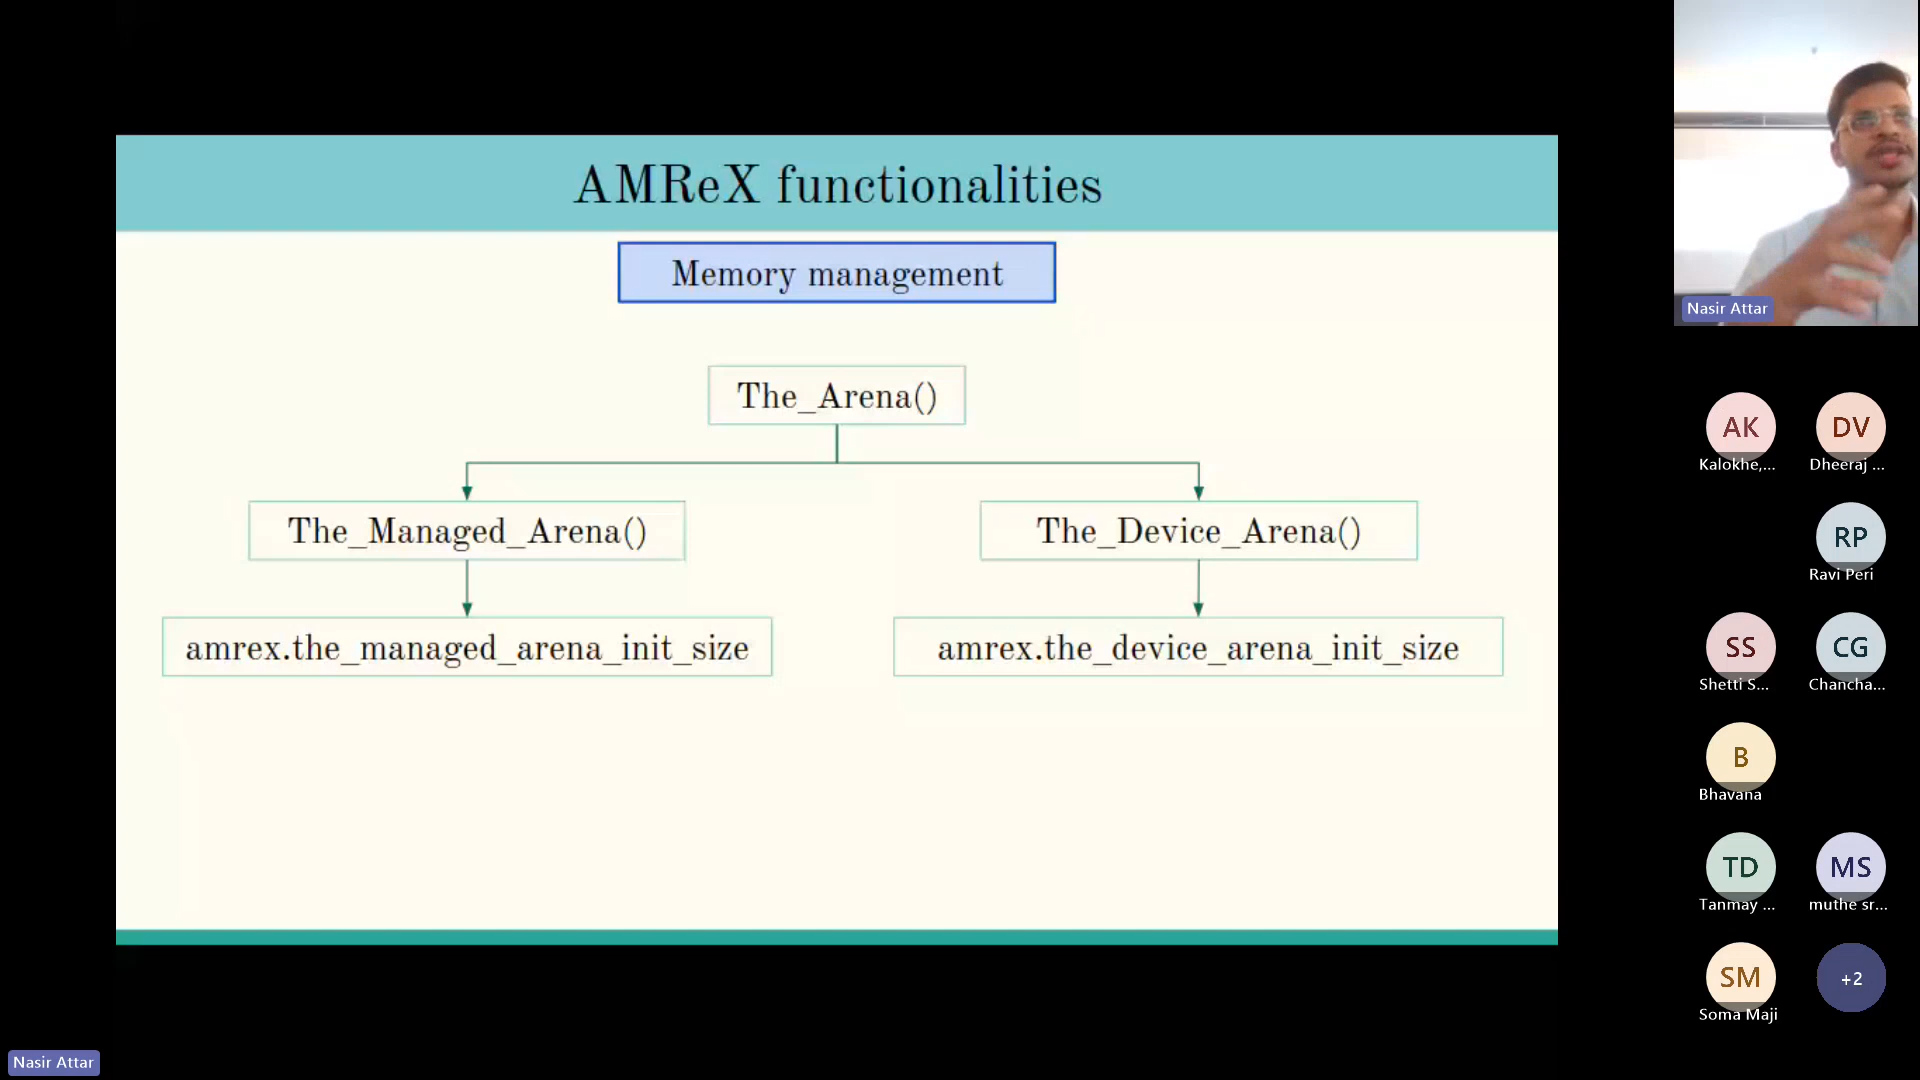 AMReX functionalities
Memory management
The_Arena()
The_Managed_Arena()
The_Device_Arena()
amrex.the_managed_arena_init_size
amrex.the_device_arena_init_size
Nasir Attar
AK
Kalokhe,...
DV
Dheeraj ...
RP
Ravi Peri
SS
Shetti S...
CG
Chancha...
B
Bhavana
TD
Tanmay ...
MS
muthe sr...
SM
Soma Maji
+2
Nasir Attar